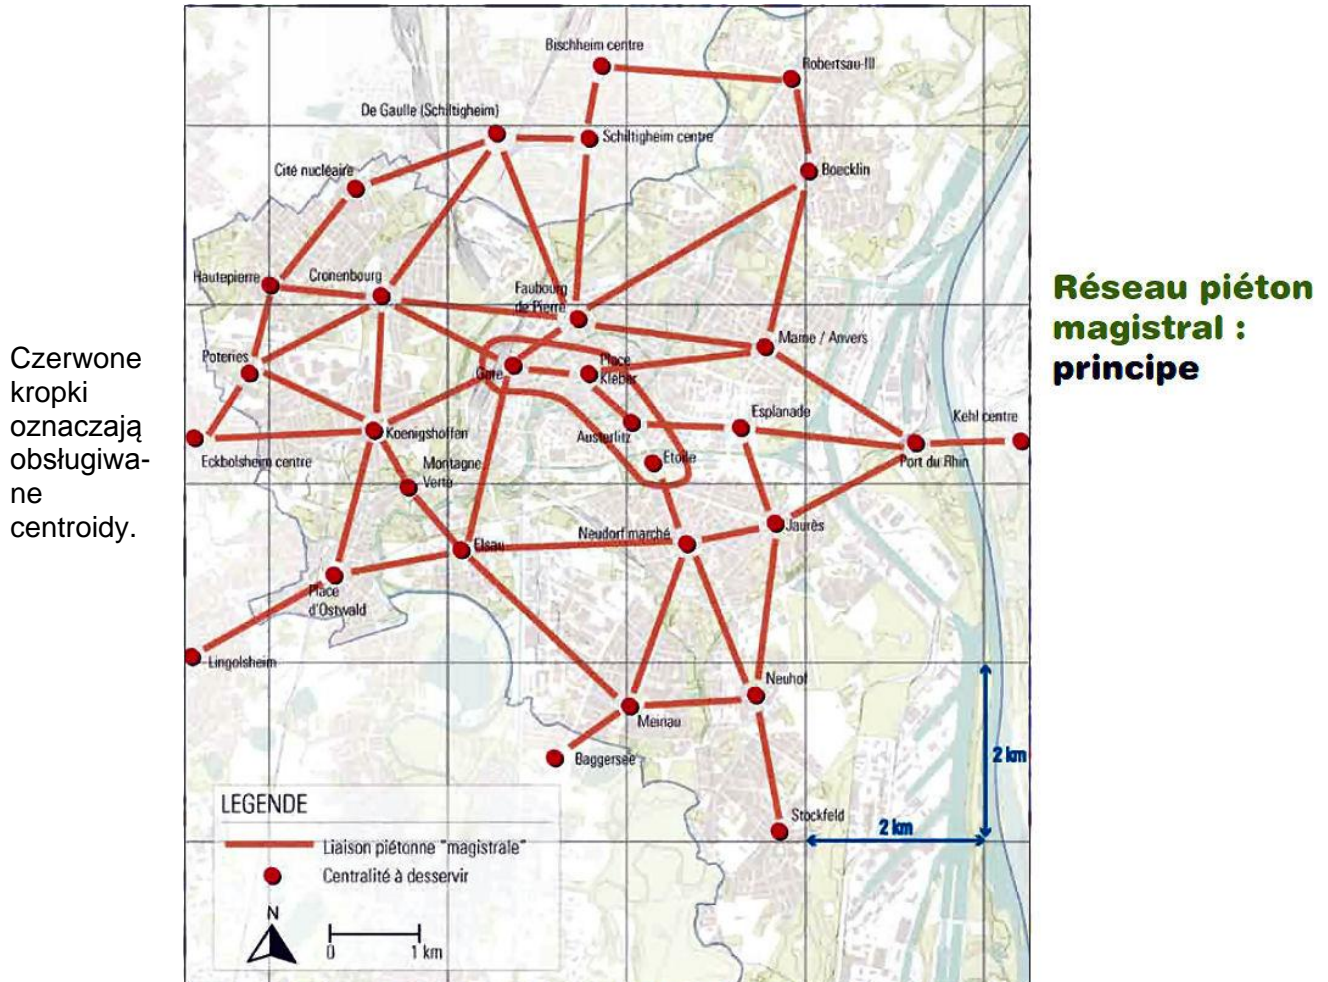 Bischheim centre
Robertsau-III
De Gaulle (Schiltigheim)
Schiltigheim centre
Cité nucléaire
Boecklin
Hautepierre
Cronenbourg
Faubourg
de Pierre
Réseau piéton
magistral :
principe
Czerwone
kropki
oznaczają
obsługiwa-
ne
centroidy.
Marne / Anvers
Poteries
Gare
Place
Kléber
Esplanade
Kehl centre
Koenigshoffen
Austerlitz
Eckbolsheim centre
Etoile
Port du Rhin
Montagne
Verte
Neudorf marché
Jaurès
Elsau
Place
d'Ostwald
Lingolsheim
Neuhof
Meinau
Baggersee
2 km
Stockfeld
2 km
LEGENDE
Liaison piétonne "magistrale"
Centralité à desservir
N
0 1 km